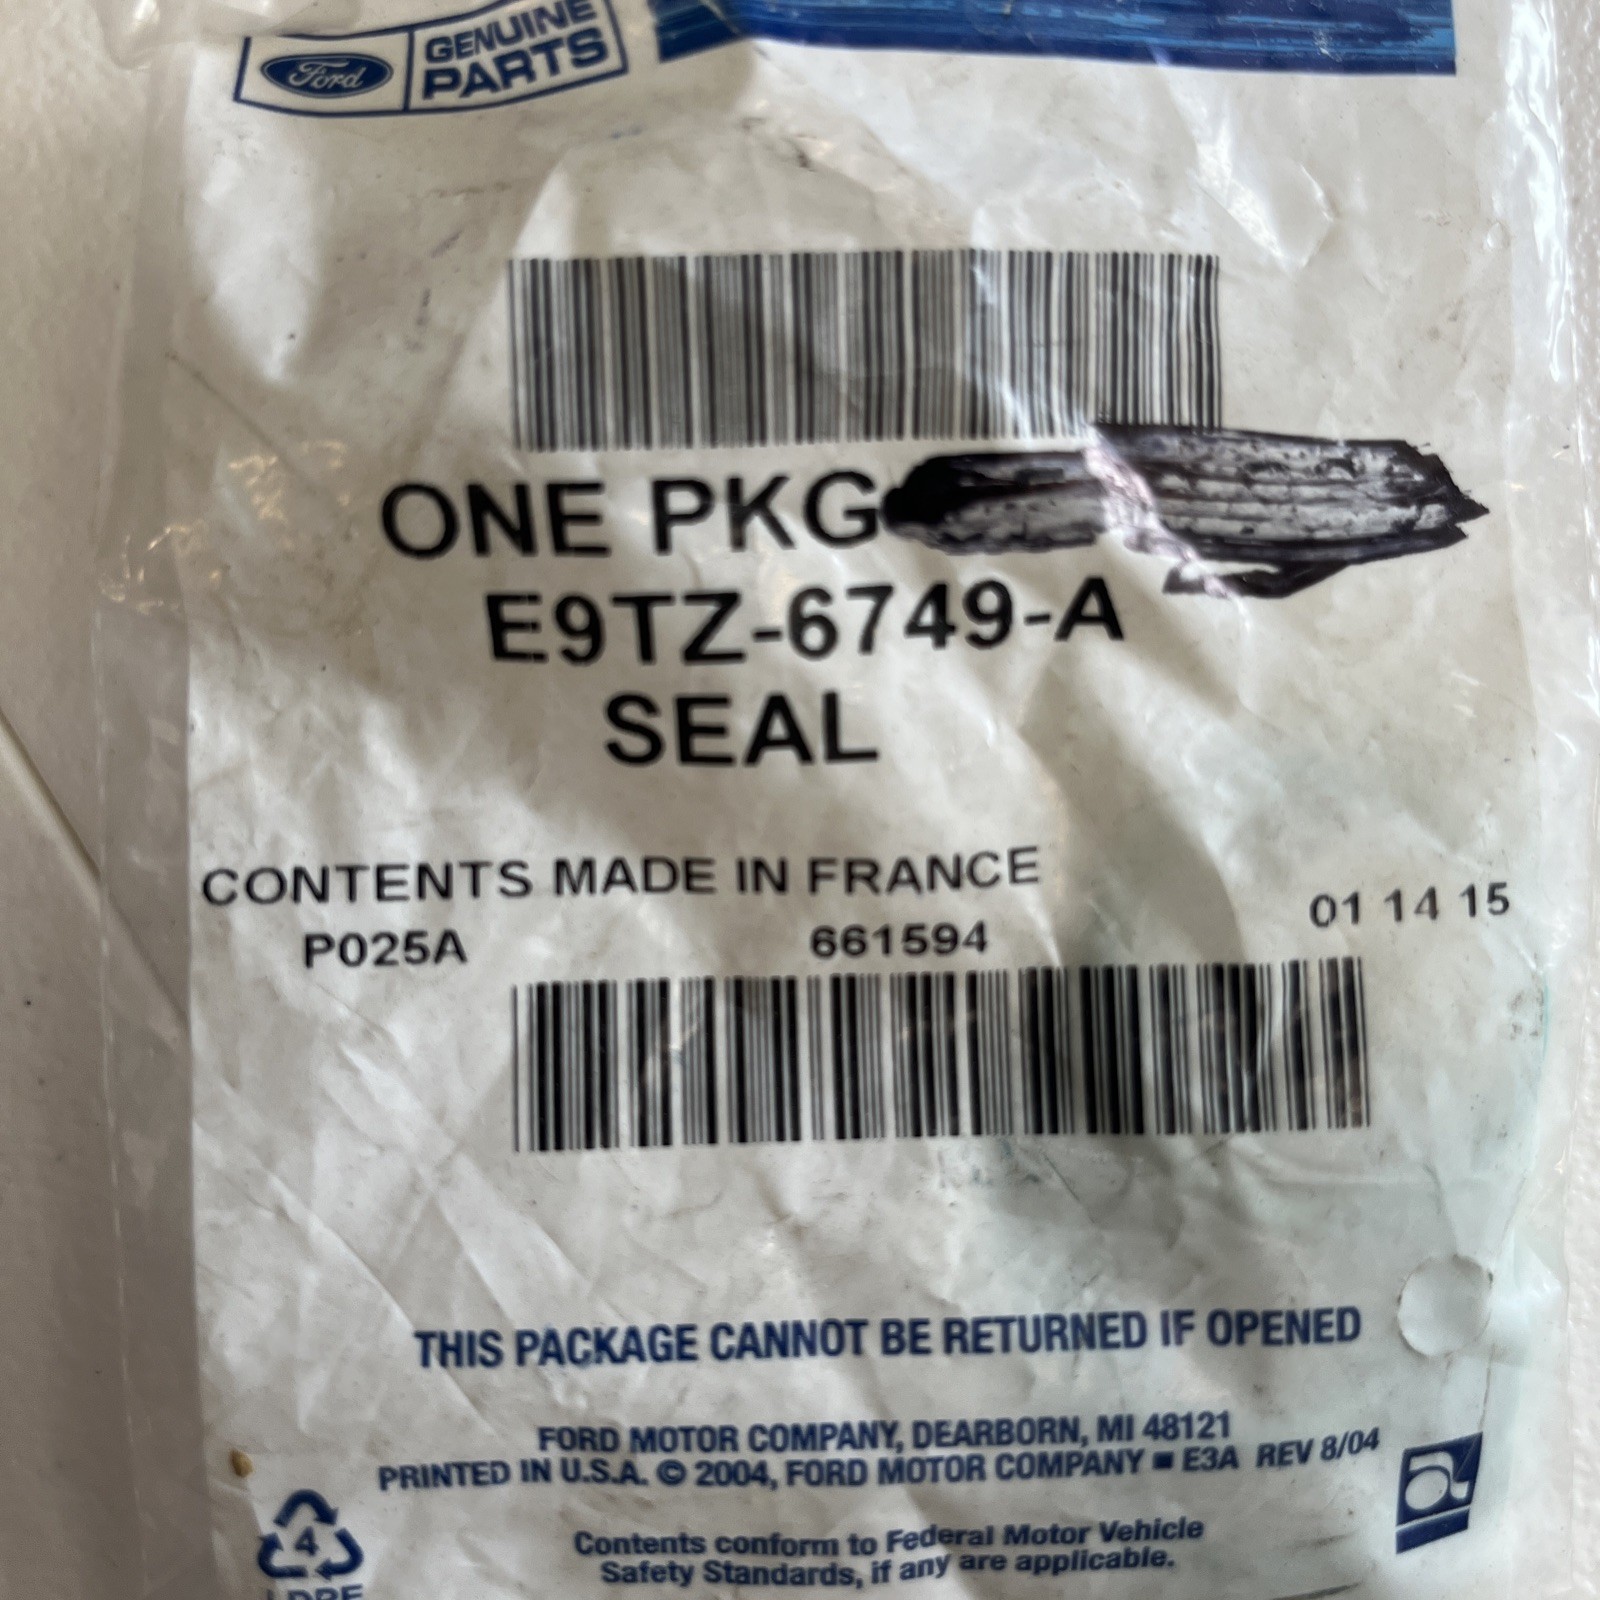 Ford
GENUINE
PARTS
ONE PKG
E9TZ-6749-A
SEAL
CONTENTS MADE IN FRANCE
P025A 661594 01 14 15
THIS PACKAGE CANNOT BE RETURNED IF OPENED
FORD MOTOR COMPANY, DEARBORN, MI 48121
PRINTED IN U.S.A. © 2004, FORD MOTOR COMPANY ■ E3A REV 8/04
Contents conform to Federal Motor Vehicle
Safety Standards, if any are applicable.
4
LDPE